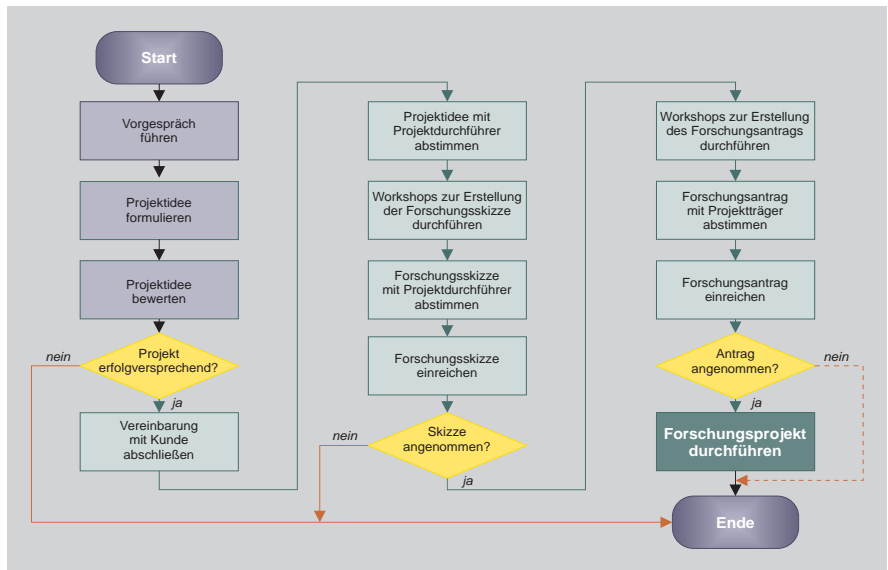 Start
Vorgespräch
führen
Projektidee
formulieren
Projektidee
bewerten
nein
Projekt
erfolgversprechend?
ja
Vereinbarung
mit Kunde
abschließen
Projektidee mit
Projektdurchführer
abstimmen
Workshops zur Erstellung
der Forschungsskizze
durchführen
Forschungsskizze
mit Projektdurchführer
abstimmen
Forschungsskizze
einreichen
nein
Skizze
angenommen?
ja
Workshops zur Erstellung
des Forschungsantrags
durchführen
Forschungsantrag
mit Projektträger
abstimmen
Forschungsantrag
einreichen
Antrag
angenommen?
nein
ja
Forschungsprojekt
durchführen
Ende